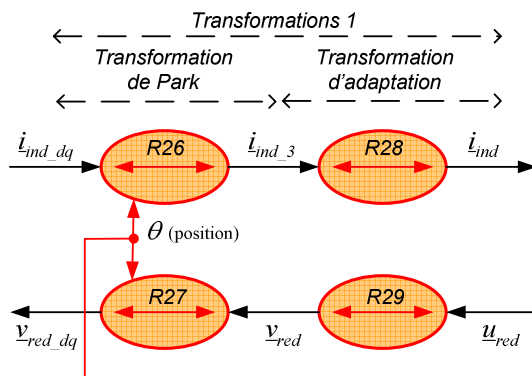 Transformations 1
Transformation de Park
Transformation d'adaptation
i_ind_dq R26 i_ind_3 R28 i_ind
θ (position)
v_red_dq R27 v_red R29 u_red